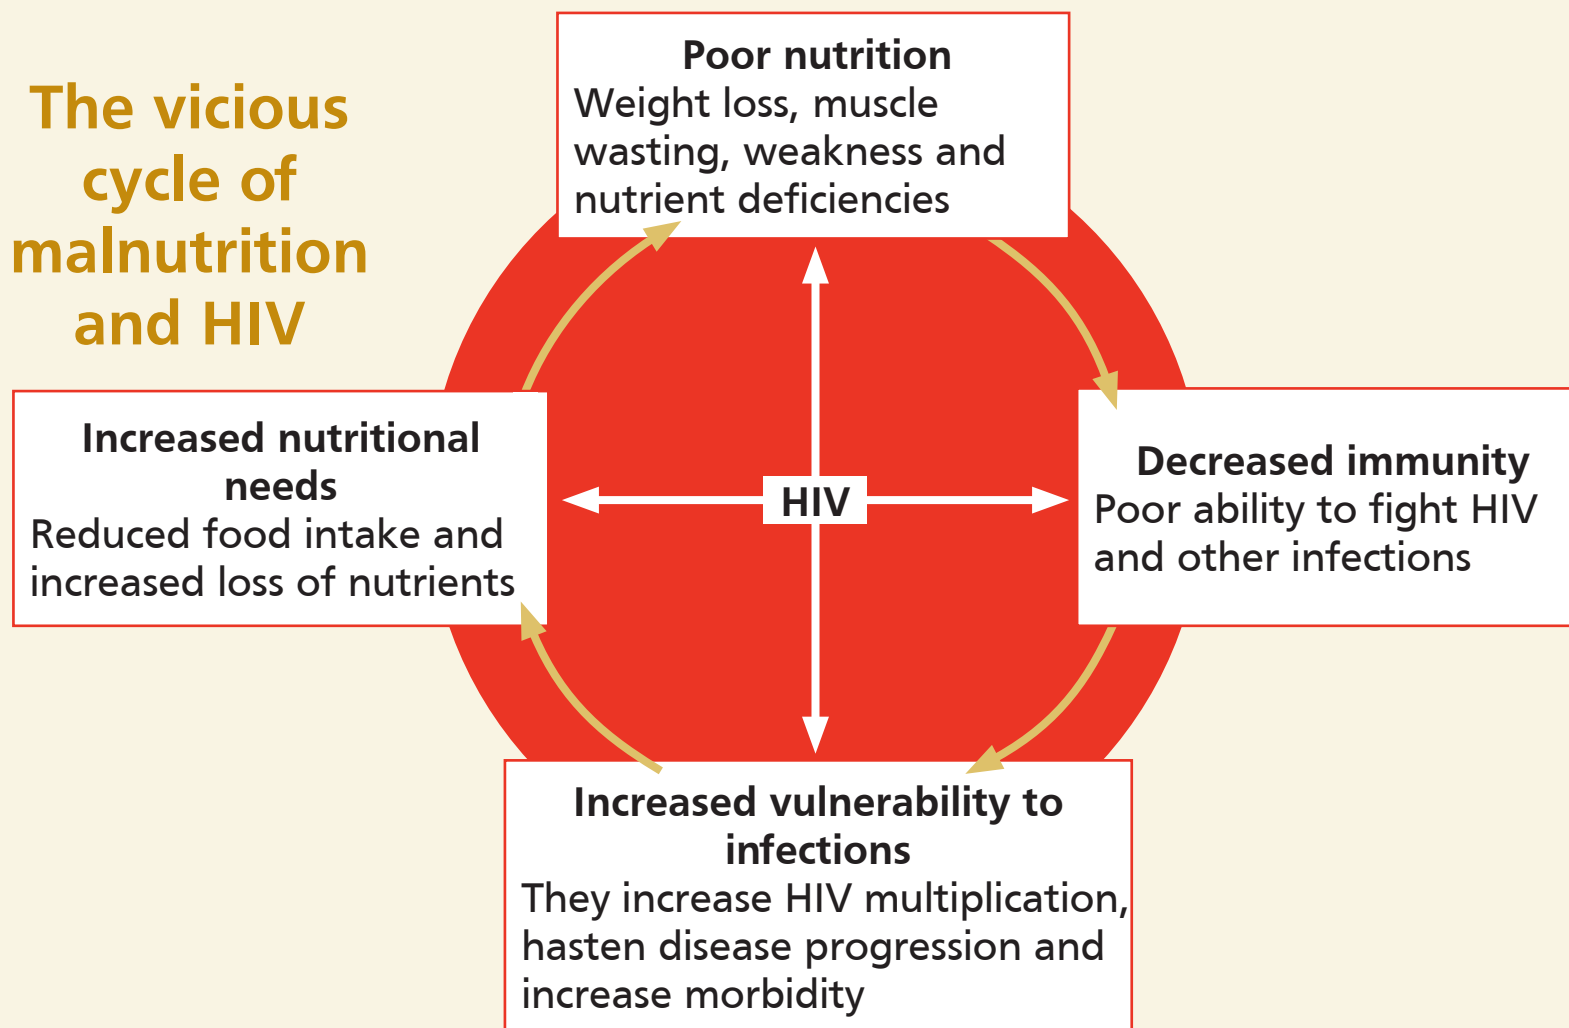 The vicious
cycle of
malnutrition
and HIV
Poor nutrition
Weight loss, muscle
wasting, weakness and
nutrient deficiencies
Increased nutritional
needs
Reduced food intake and
increased loss of nutrients
HIV
Decreased immunity
Poor ability to fight HIV
and other infections
Increased vulnerability to
infections
They increase HIV multiplication,
hasten disease progression and
increase morbidity